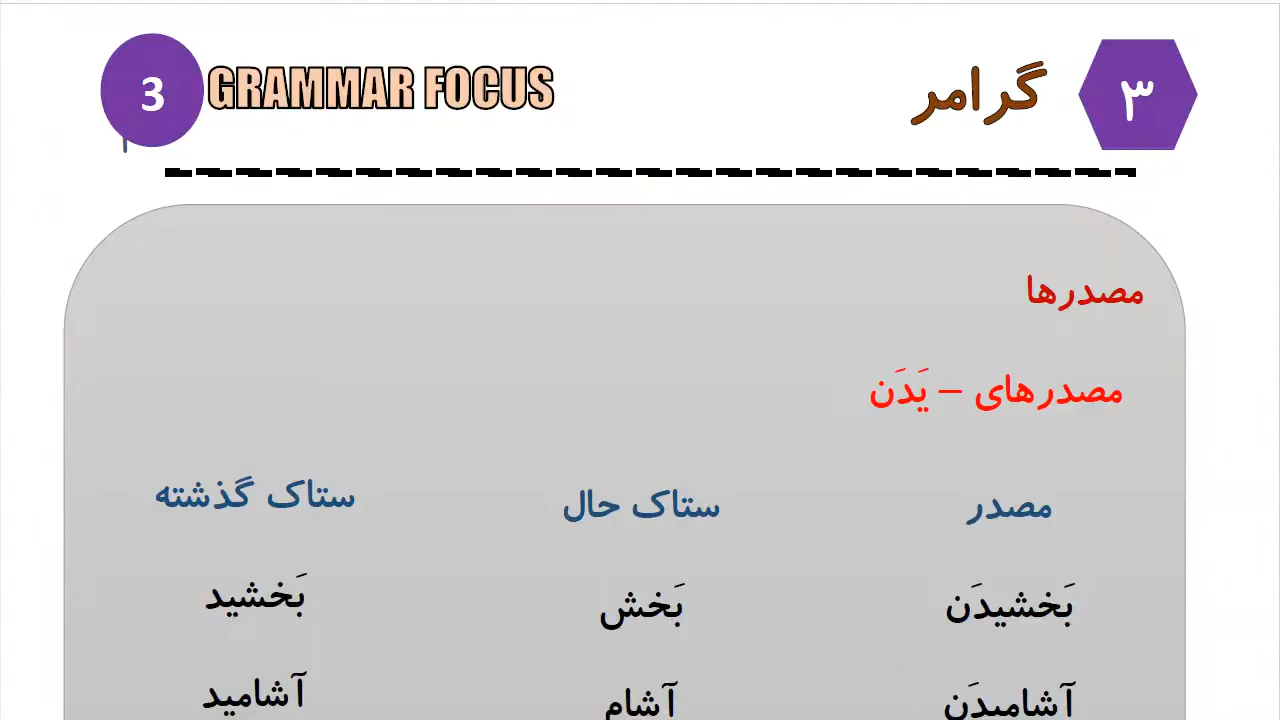 3 GRAMMAR FOCUS
۳ گرامر
مصدرها
مصدرهای – یَدَن
مصدر ستاک حال ستاک گذشته
بَخشیدَن بَخش بَخشید
آشامیدَن آشام آشامید